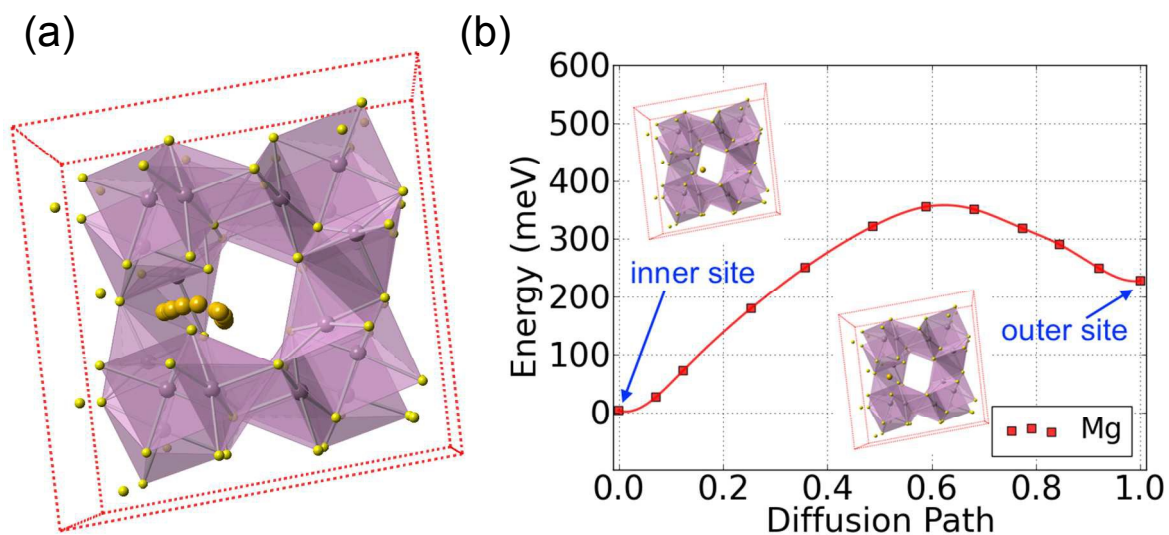 (a)
(b)
600
500
400
300
200
100
0
Energy (meV)
inner site
outer site
Mg
0.0 0.2 0.4 0.6 0.8 1.0
Diffusion Path